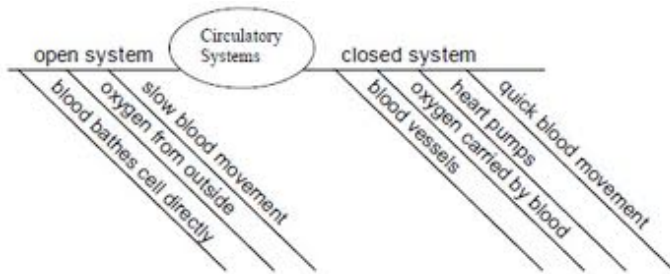 Circulatory
Systems
open system
blood bathes cell directly
oxygen from outside
slow blood movement
closed system
blood vessels
oxygen carried by blood
heart pumps
quick blood movement